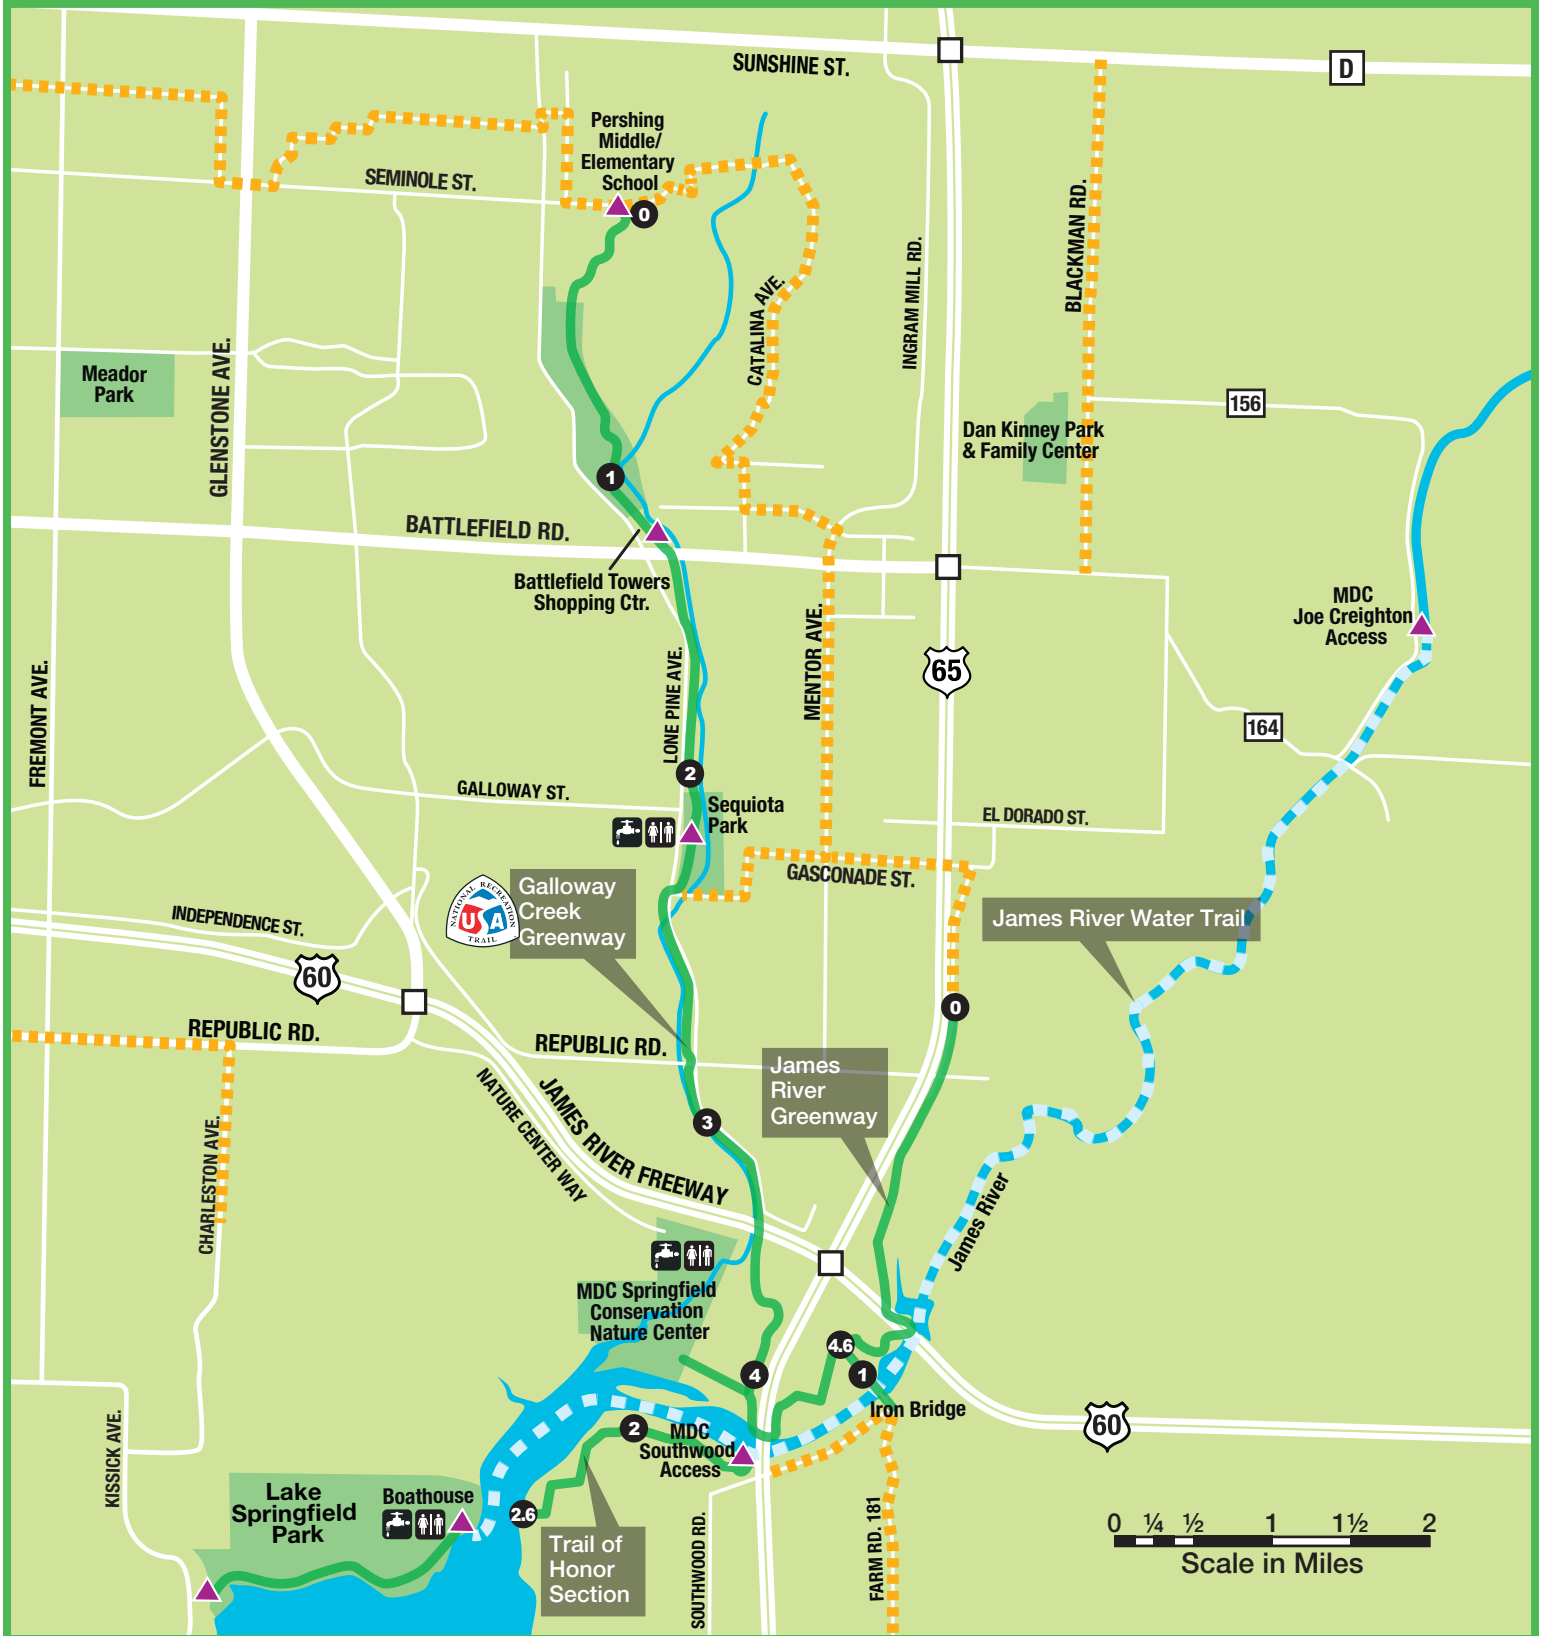 SUNSHINE ST.
D
Pershing
Middle/
Elementary
School
0
SEMINOLE ST.
BLACKMAN RD.
INGRAM MILL RD.
CATALINA AVE.
GLENSTONE AVE.
Meador
Park
156
Dan Kinney Park
& Family Center
1
BATTLEFIELD RD.
Battlefield Towers
Shopping Ctr.
MDC
Joe Creighton
Access
MENTOR AVE.
65
LONE PINE AVE.
FREMONT AVE.
164
2
GALLOWAY ST.
Sequiota
Park
EL DORADO ST.
GASCONADE ST.
NATIONAL RECREATION
USA
TRAIL
Galloway
Creek
Greenway
James River Water Trail
INDEPENDENCE ST.
60
0
REPUBLIC RD.
REPUBLIC RD.
James
River
Greenway
NATURE CENTER WAY
JAMES RIVER FREEWAY
3
CHARLESTON AVE.
James River
MDC Springfield
Conservation
Nature Center
4.6
4
1
Iron Bridge
60
KISSICK AVE.
2
MDC
Southwood
Access
Lake
Springfield
Park
Boathouse
2.6
Trail of
Honor
Section
SOUTHWOOD RD.
FARM RD. 181
0 ¼ ½ 1 1½ 2
Scale in Miles